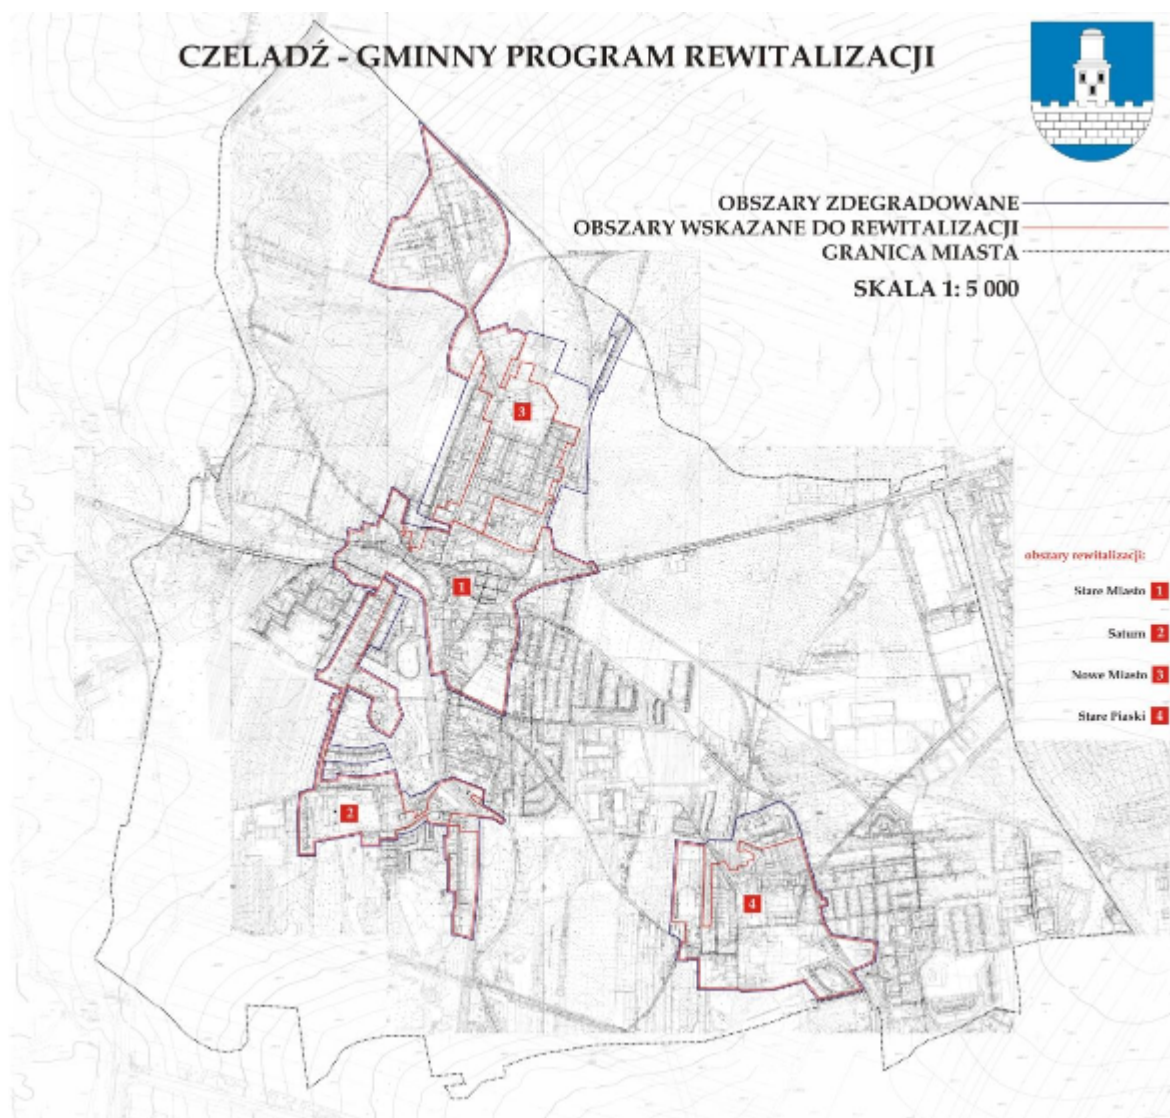 CZELADŹ - GMINNY PROGRAM REWITALIZACJI
OBSZARY ZDEGRADOWANE
OBSZARY WSKAZANE DO REWITALIZACJI
GRANICA MIASTA
SKALA 1: 5 000
3
1
obszary rewitalizacji:
Stare Miasto 1
Saturn 2
Nowe Miasto 3
Stare Piaski 4
2
4